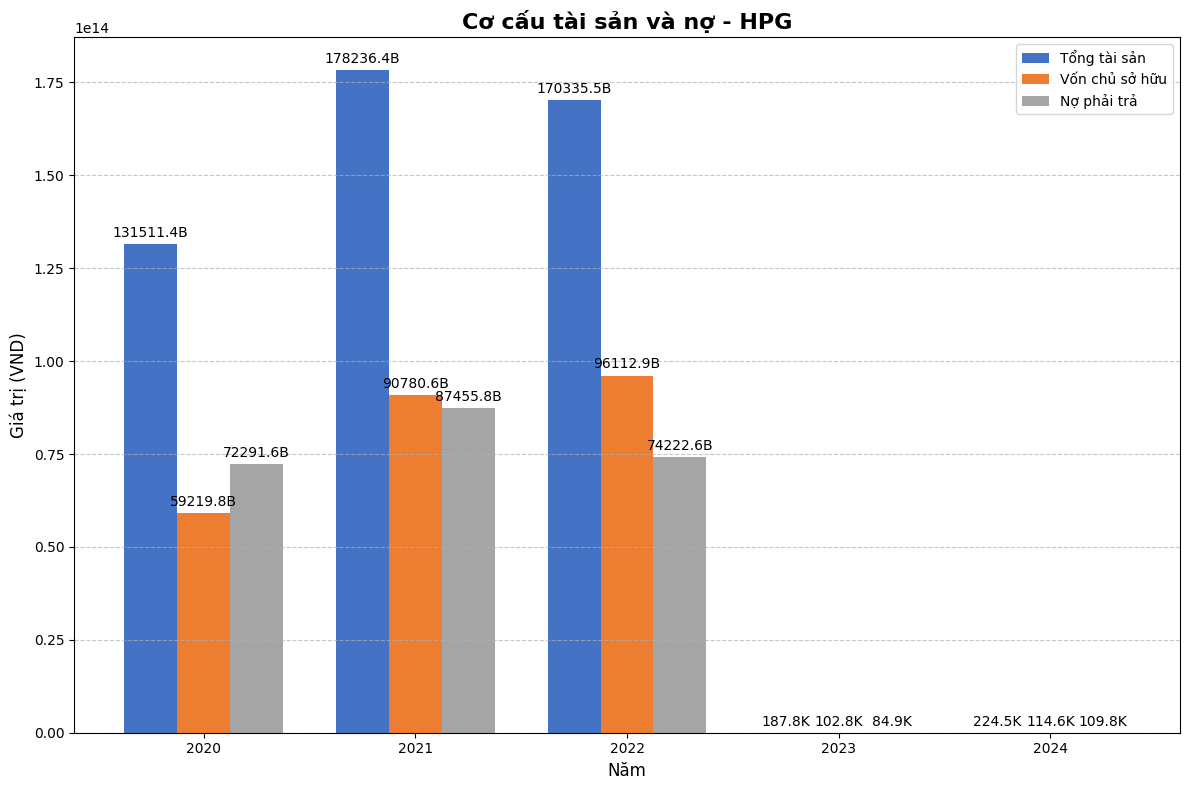 Cơ cấu tài sản và nợ - HPG
1e14
Tổng tài sản
Vốn chủ sở hữu
Nợ phải trả
Giá trị (VND)
1.75
1.50
1.25
1.00
0.75
0.50
0.25
0.00
131511.4B
59219.8B
72291.6B
178236.4B
90780.6B
87455.8B
170335.5B
96112.9B
74222.6B
187.8K 102.8K 84.9K
224.5K 114.6K 109.8K
2020 2021 2022 2023 2024
Năm